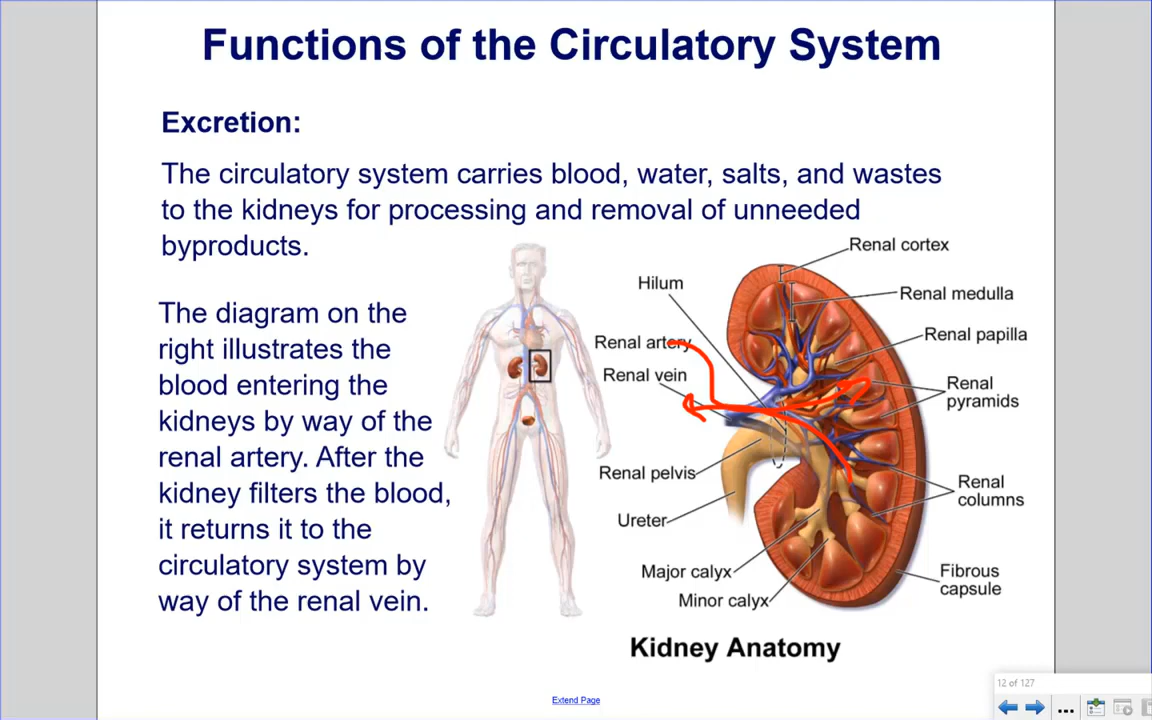 Functions of the Circulatory System
Excretion:
The circulatory system carries blood, water, salts, and wastes
to the kidneys for processing and removal of unneeded
byproducts.
The diagram on the
right illustrates the
blood entering the
kidneys by way of the
renal artery. After the
kidney filters the blood,
it returns it to the
circulatory system by
way of the renal vein.
Renal cortex
Hilum
Renal medulla
Renal artery
Renal papilla
Renal vein
Renal
pyramids
Renal pelvis
Renal
columns
Ureter
Major calyx
Fibrous
capsule
Minor calyx
Kidney Anatomy
Extend Page
12 of 127